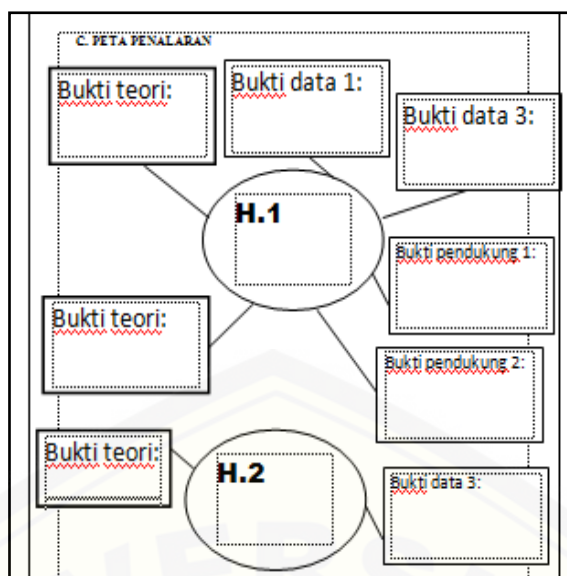 C. PETA PENALARAN
Bukti teori:
Bukti data 1:
Bukti data 3:
H.1
Bukti pendukung 1:
Bukti teori:
Bukti pendukung 2:
Bukti teori:
H.2
Bukti data 3: